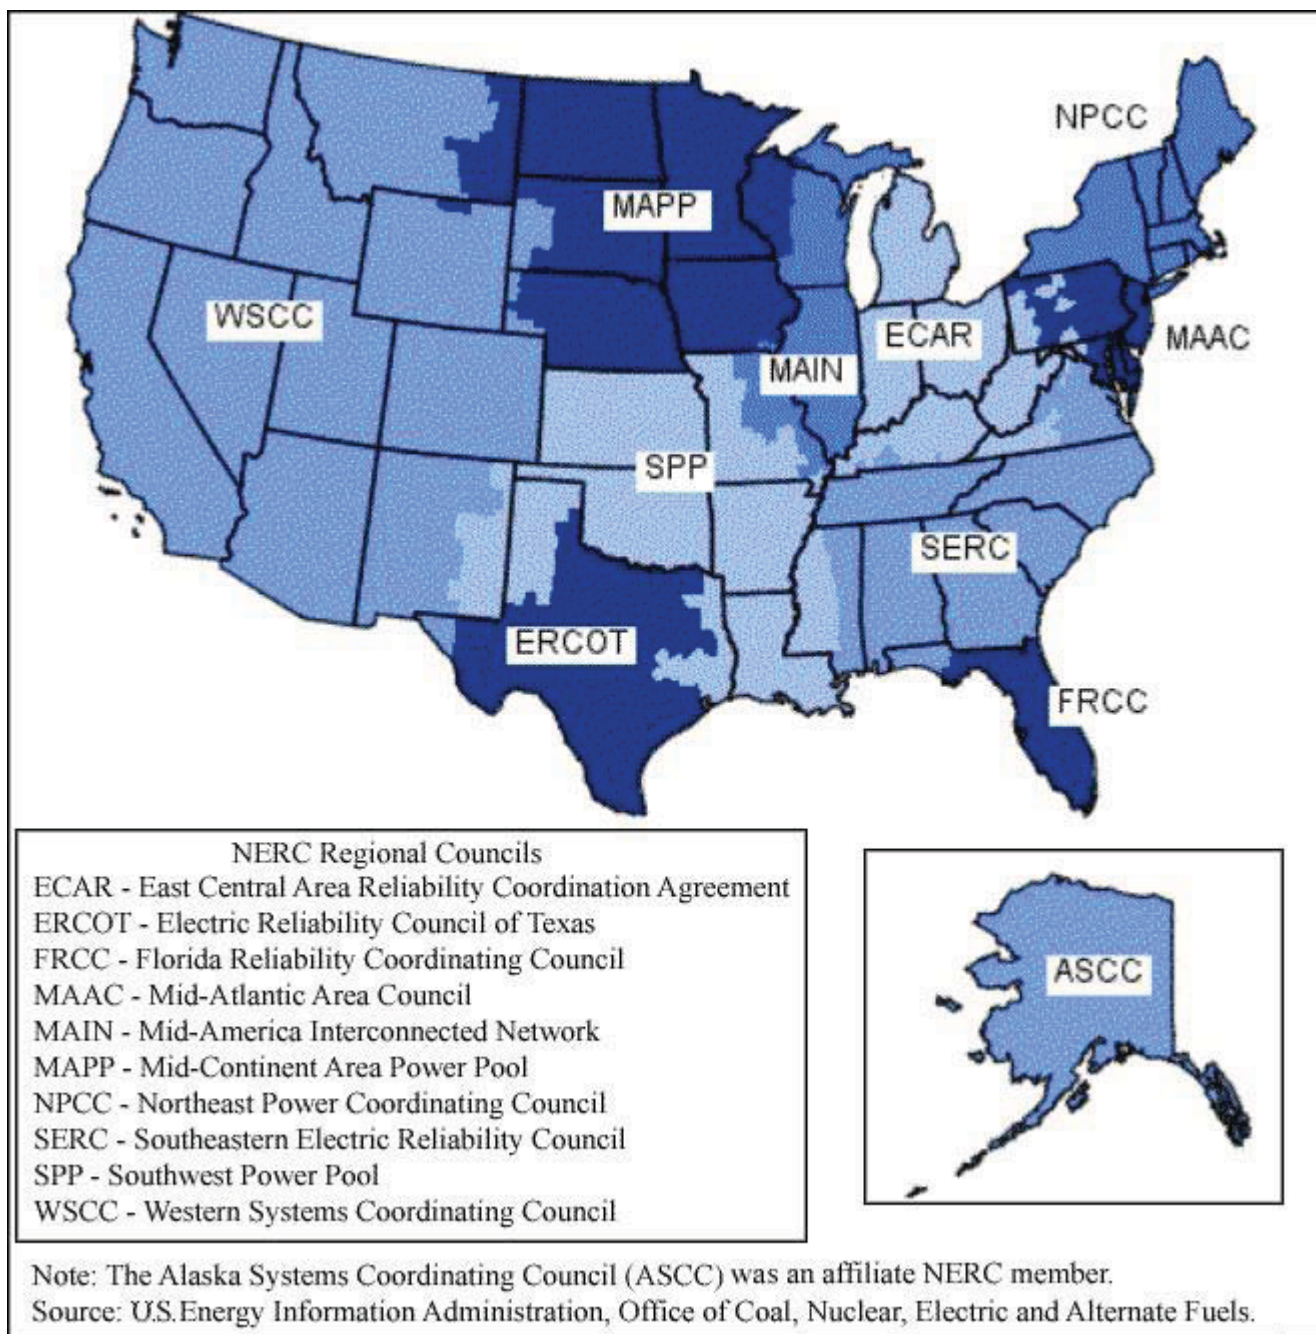 NPCC
MAPP
WSCC
ECAR
MAAC
MAIN
SPP
SERC
ERCOT
FRCC
NERC Regional Councils
ECAR - East Central Area Reliability Coordination Agreement
ERCOT - Electric Reliability Council of Texas
FRCC - Florida Reliability Coordinating Council
MAAC - Mid-Atlantic Area Council
MAIN - Mid-America Interconnected Network
MAPP - Mid-Continent Area Power Pool
NPCC - Northeast Power Coordinating Council
SERC - Southeastern Electric Reliability Council
SPP - Southwest Power Pool
WSCC - Western Systems Coordinating Council
ASCC
Note: The Alaska Systems Coordinating Council (ASCC) was an affiliate NERC member.
Source: U.S.Energy Information Administration, Office of Coal, Nuclear, Electric and Alternate Fuels.